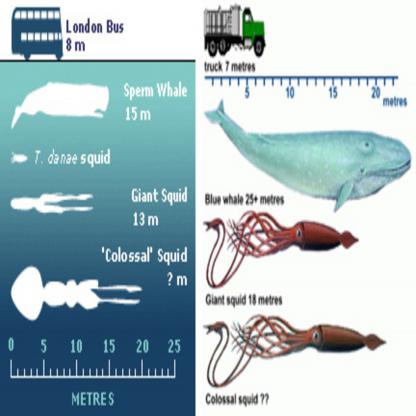 London Bus
8 m
Sperm Whale
15 m
T. danae squid
Giant Squid
13 m
'Colossal' Squid
? m
0 5 10 15 20 25
METRES
truck 7 metres
5 10 15 20
metres
Blue whale 25+ metres
Giant squid 18 metres
Colossal squid ??